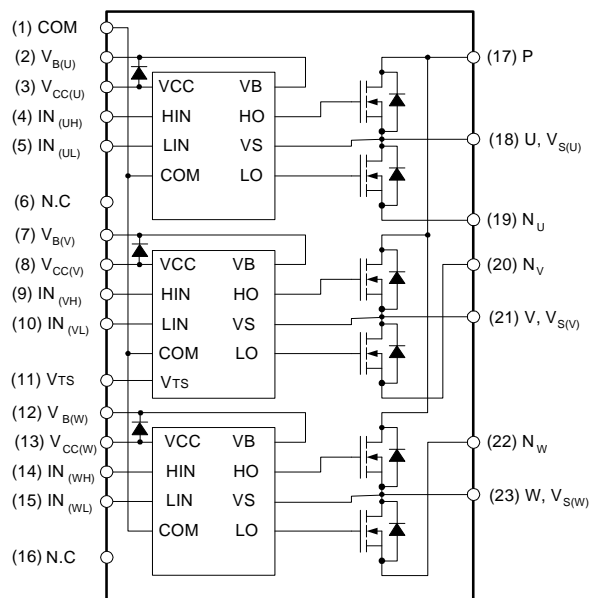 (1) COM
(2) VB(U)
(3) VCC(U)
(4) IN (UH)
(5) IN (UL)
(6) N.C
(7) VB(V)
(8) VCC(V)
(9) IN (VH)
(10) IN (VL)
(11) VTS
(12) V B(W)
(13) VCC(W)
(14) IN (WH)
(15) IN (WL)
(16) N.C
VCC VB
HIN HO
LIN VS
COM LO
VCC VB
HIN HO
LIN VS
COM LO
VTS
VCC VB
HIN HO
LIN VS
COM LO
(17) P
(18) U, VS(U)
(19) NU
(20) NV
(21) V, VS(V)
(22) NW
(23) W, VS(W)